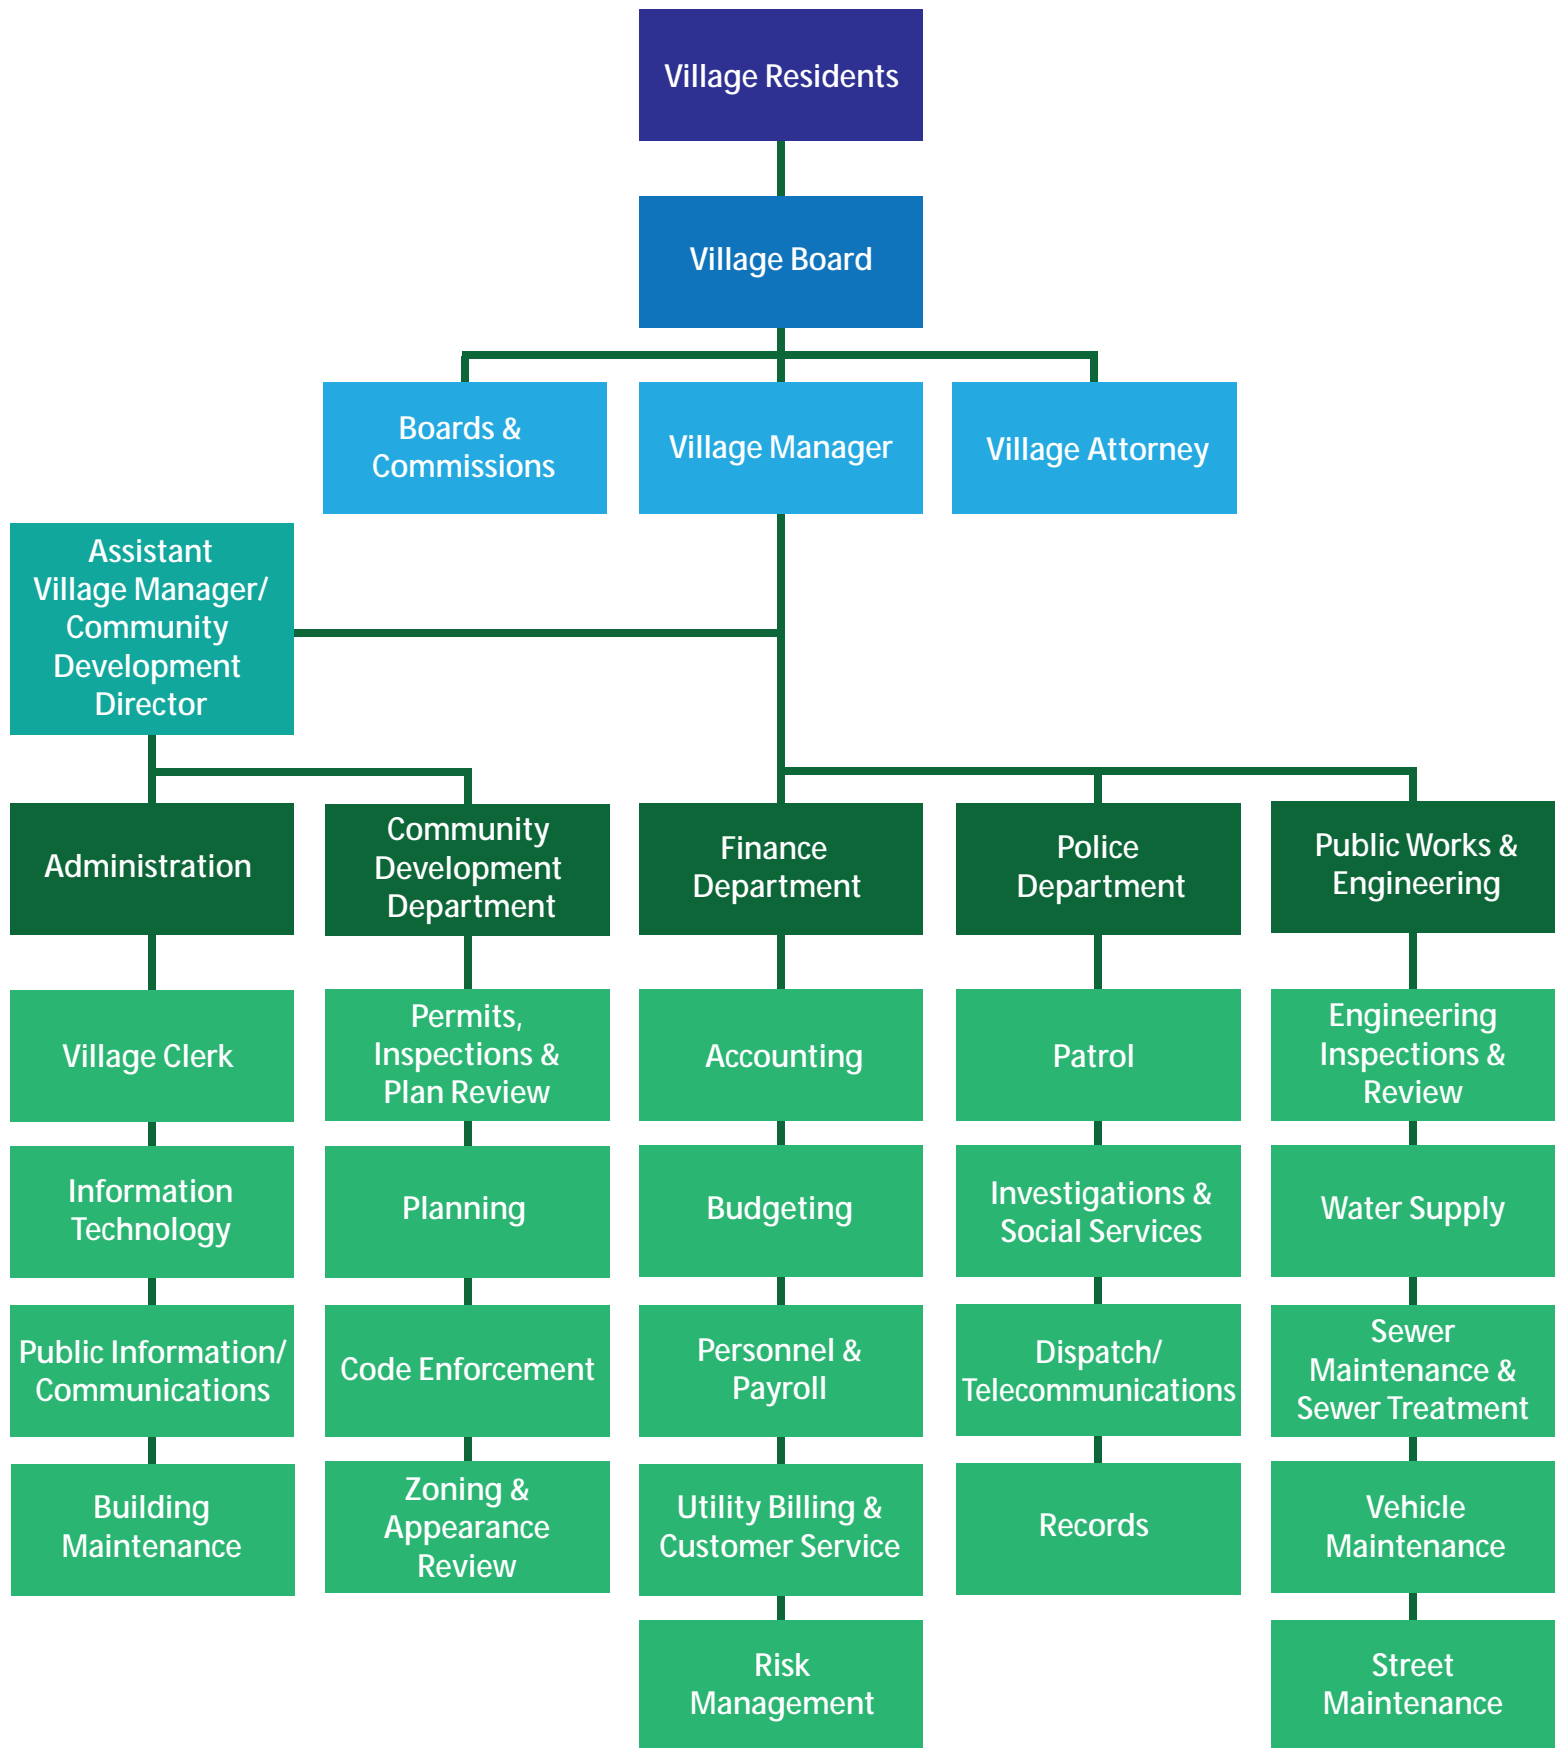 Village Residents
Village Board
Boards &
Commissions
Village Manager
Village Attorney
Assistant
Village Manager/
Community
Development
Director
Administration
Community
Development
Department
Finance
Department
Police
Department
Public Works &
Engineering
Village Clerk
Permits,
Inspections &
Plan Review
Accounting
Patrol
Engineering
Inspections &
Review
Information
Technology
Planning
Budgeting
Investigations &
Social Services
Water Supply
Public Information/
Communications
Code Enforcement
Personnel &
Payroll
Dispatch/
Telecommunications
Sewer
Maintenance &
Sewer Treatment
Building
Maintenance
Zoning &
Appearance
Review
Utility Billing &
Customer Service
Records
Vehicle
Maintenance
Risk
Management
Street
Maintenance